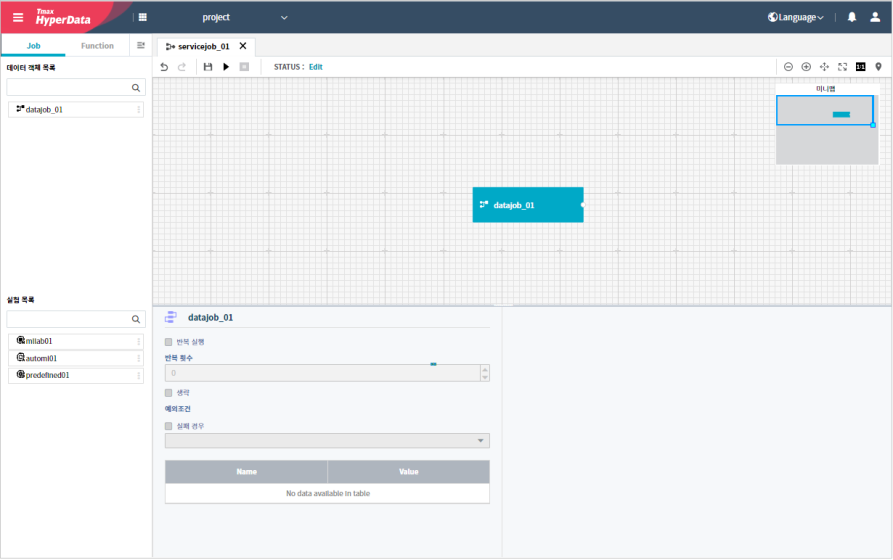 Tmax
HyperData
project
Language
Job
Function
servicejob_01 X
STATUS : Edit
1:1
데이터 객체 목록
datajob_01
미니맵
datajob_01
실험 목록
mllab01
automl01
predefined01
datajob_01
반복 실행
반복 횟수
0
생략
예외조건
실패 경우
Name Value
No data available in table